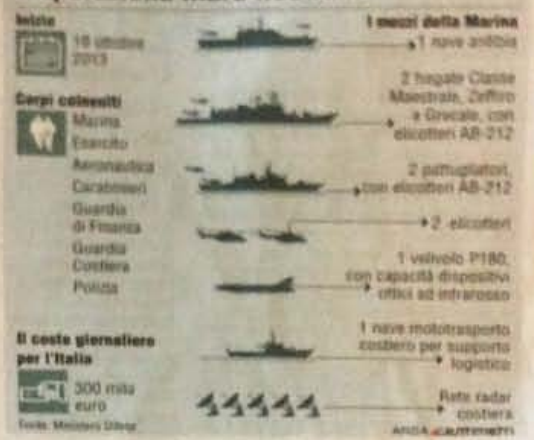 Inizio
18 ottobre
2013
Corpi coinvolti
Marina
Esercito
Aeronautica
Carabinieri
Guardia
di Finanza
Guardia
Costiera
Polizia
Il costo giornaliero
per l'Italia
300 mila
euro
Fonte: Ministero Difesa
I mezzi della Marina
1 nave anfibia
2 fregate Classe
Maestrale, Zeffiro
e Grecale, con
elicotteri AB-212
2 pattugliatori,
con elicotteri AB-212
2 elicotteri
1 velivolo P180,
con capacità dispositivi
ottici ad infrarosso
1 nave mototrasporto
costiero per supporto
logistico
Rete radar
costiera
ANSA centimetri